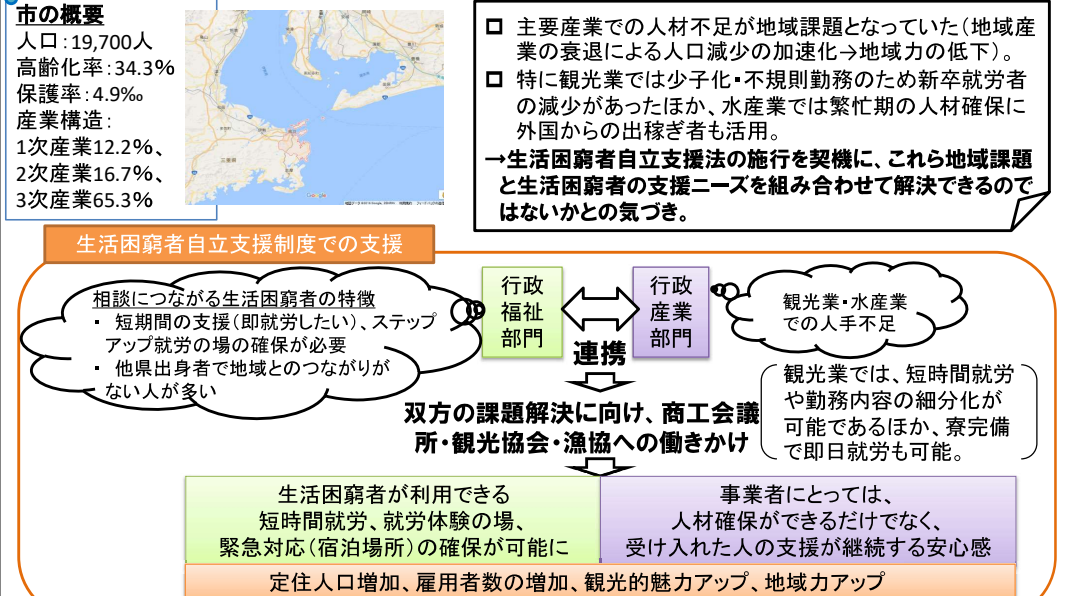 市の概要
人口：19,700人
高齢化率：34.3%
保護率：4.9‰
産業構造：
1次産業12.2%、
2次産業16.7%、
3次産業65.3%
三重県
Google
□ 主要産業での人材不足が地域課題となっていた（地域産
業の衰退による人口減少の加速化→地域力の低下）。
□ 特に観光業では少子化・不規則勤務のため新卒就労者
の減少があったほか、水産業では繁忙期の人材確保に
外国からの出稼ぎ者も活用。
→生活困窮者自立支援法の施行を契機に、これら地域課題
と生活困窮者の支援ニーズを組み合わせて解決できるので
はないかとの気づき。
生活困窮者自立支援制度での支援
相談につながる生活困窮者の特徴
・ 短期間の支援（即就労したい）、ステップ
アップ就労の場の確保が必要
・ 他県出身者で地域とのつながりが
ない人が多い
行政
福祉
部門
行政
産業
部門
連携
観光業・水産業
での人手不足
観光業では、短時間就労
や勤務内容の細分化が
可能であるほか、寮完備
で即日就労も可能。
双方の課題解決に向け、商工会議
所・観光協会・漁協への働きかけ
生活困窮者が利用できる
短時間就労、就労体験の場、
緊急対応（宿泊場所）の確保が可能に
事業者にとっては、
人材確保ができるだけでなく、
受け入れた人の支援が継続する安心感
定住人口増加、雇用者数の増加、観光的魅力アップ、地域力アップ